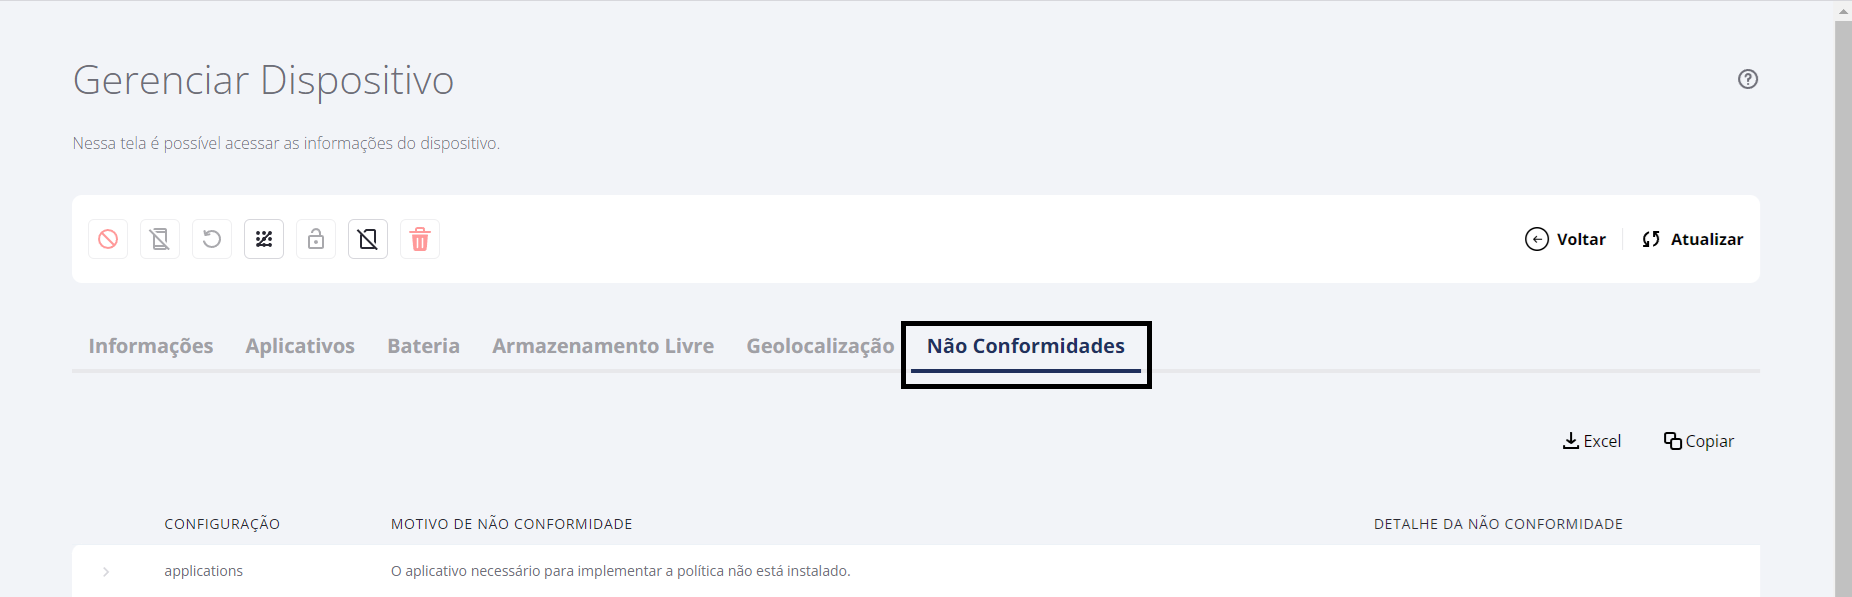 Gerenciar Dispositivo
Nessa tela é possível acessar as informações do dispositivo.
Voltar Atualizar
Informações Aplicativos Bateria Armazenamento Livre Geolocalização Não Conformidades
Excel Copiar
CONFIGURAÇÃO MOTIVO DE NÃO CONFORMIDADE DETALHE DA NÃO CONFORMIDADE
applications O aplicativo necessário para implementar a política não está instalado.